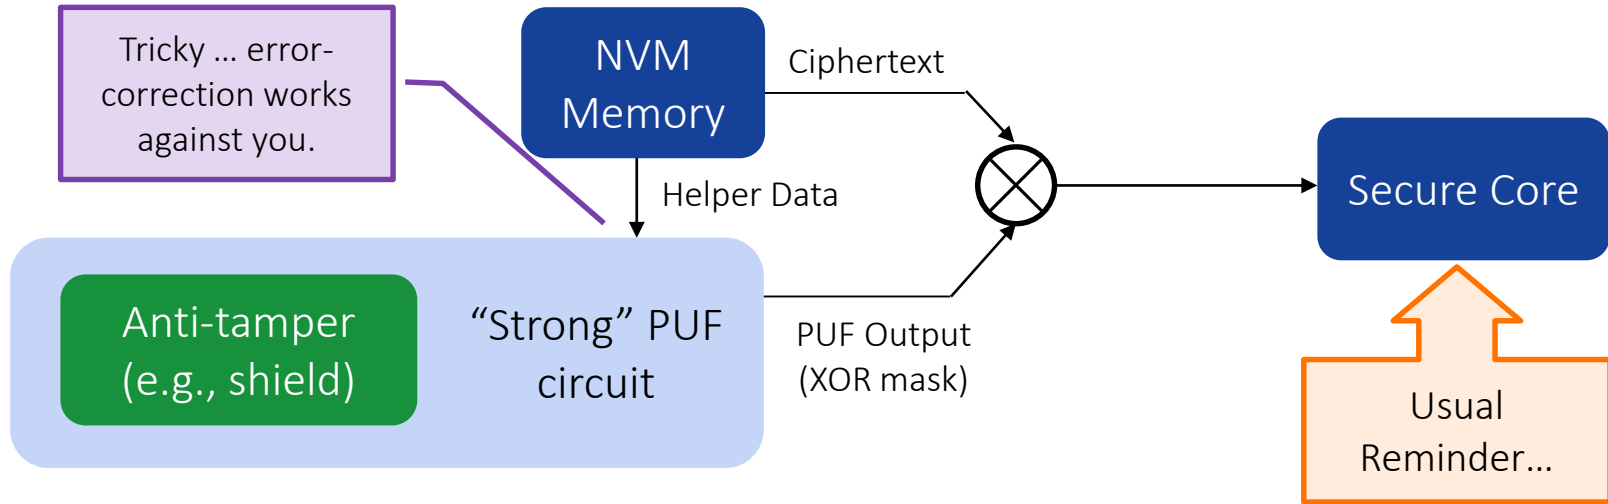 Tricky … error-
correction works
against you.
NVM
Memory
Ciphertext
Helper Data
Secure Core
Anti-tamper
(e.g., shield)
“Strong” PUF
circuit
PUF Output
(XOR mask)
Usual
Reminder…